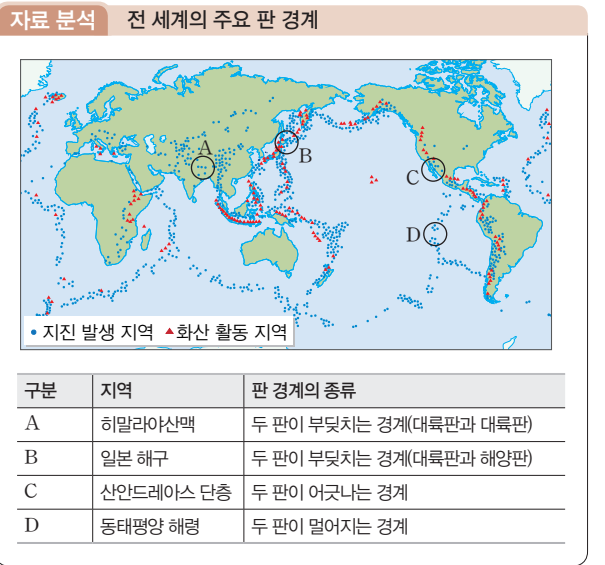 자료 분석 전 세계의 주요 판 경계
A
B
C
D
지진 발생 지역 화산 활동 지역
구분 지역 판 경계의 종류
A 히말라야산맥 두 판이 부딪치는 경계(대륙판과 대륙판)
B 일본 해구 두 판이 부딪치는 경계(대륙판과 해양판)
C 산안드레아스 단층 두 판이 어긋나는 경계
D 동태평양 해령 두 판이 멀어지는 경계